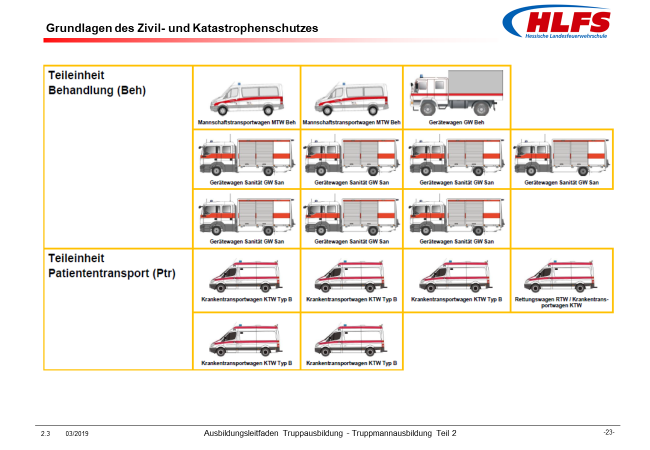 Grundlagen des Zivil- und Katastrophenschutzes
HLFS
Hessische Landesfeuerwehrschule
Teileinheit
Behandlung (Beh)
Mannschaftstransportwagen MTW Beh
Mannschaftstransportwagen MTW Beh
Gerätewagen GW Beh
Gerätewagen Sanität GW San
Gerätewagen Sanität GW San
Gerätewagen Sanität GW San
Gerätewagen Sanität GW San
Gerätewagen Sanität GW San
Gerätewagen Sanität GW San
Gerätewagen Sanität GW San
Teileinheit
Patiententransport (Ptr)
Krankentransportwagen KTW Typ B
Krankentransportwagen KTW Typ B
Krankentransportwagen KTW Typ B
Rettungswagen RTW / Krankentrans-
portwagen KTW
Krankentransportwagen KTW Typ B
Krankentransportwagen KTW Typ B
2.3 03/2019 Ausbildungsleitfaden Truppausbildung - Truppmannausbildung Teil 2 -23-